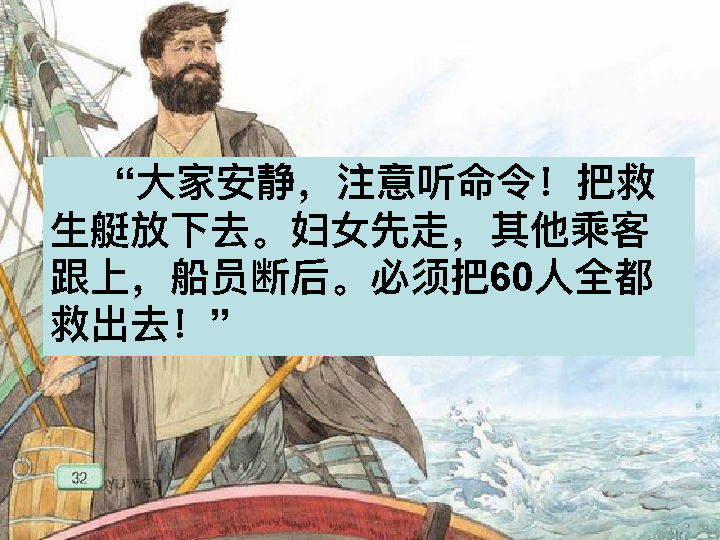 “大家安静，注意听命令！把救
生艇放下去。妇女先走，其他乘客
跟上，船员断后。必须把60人全都
救出去！”
32
YU WEN